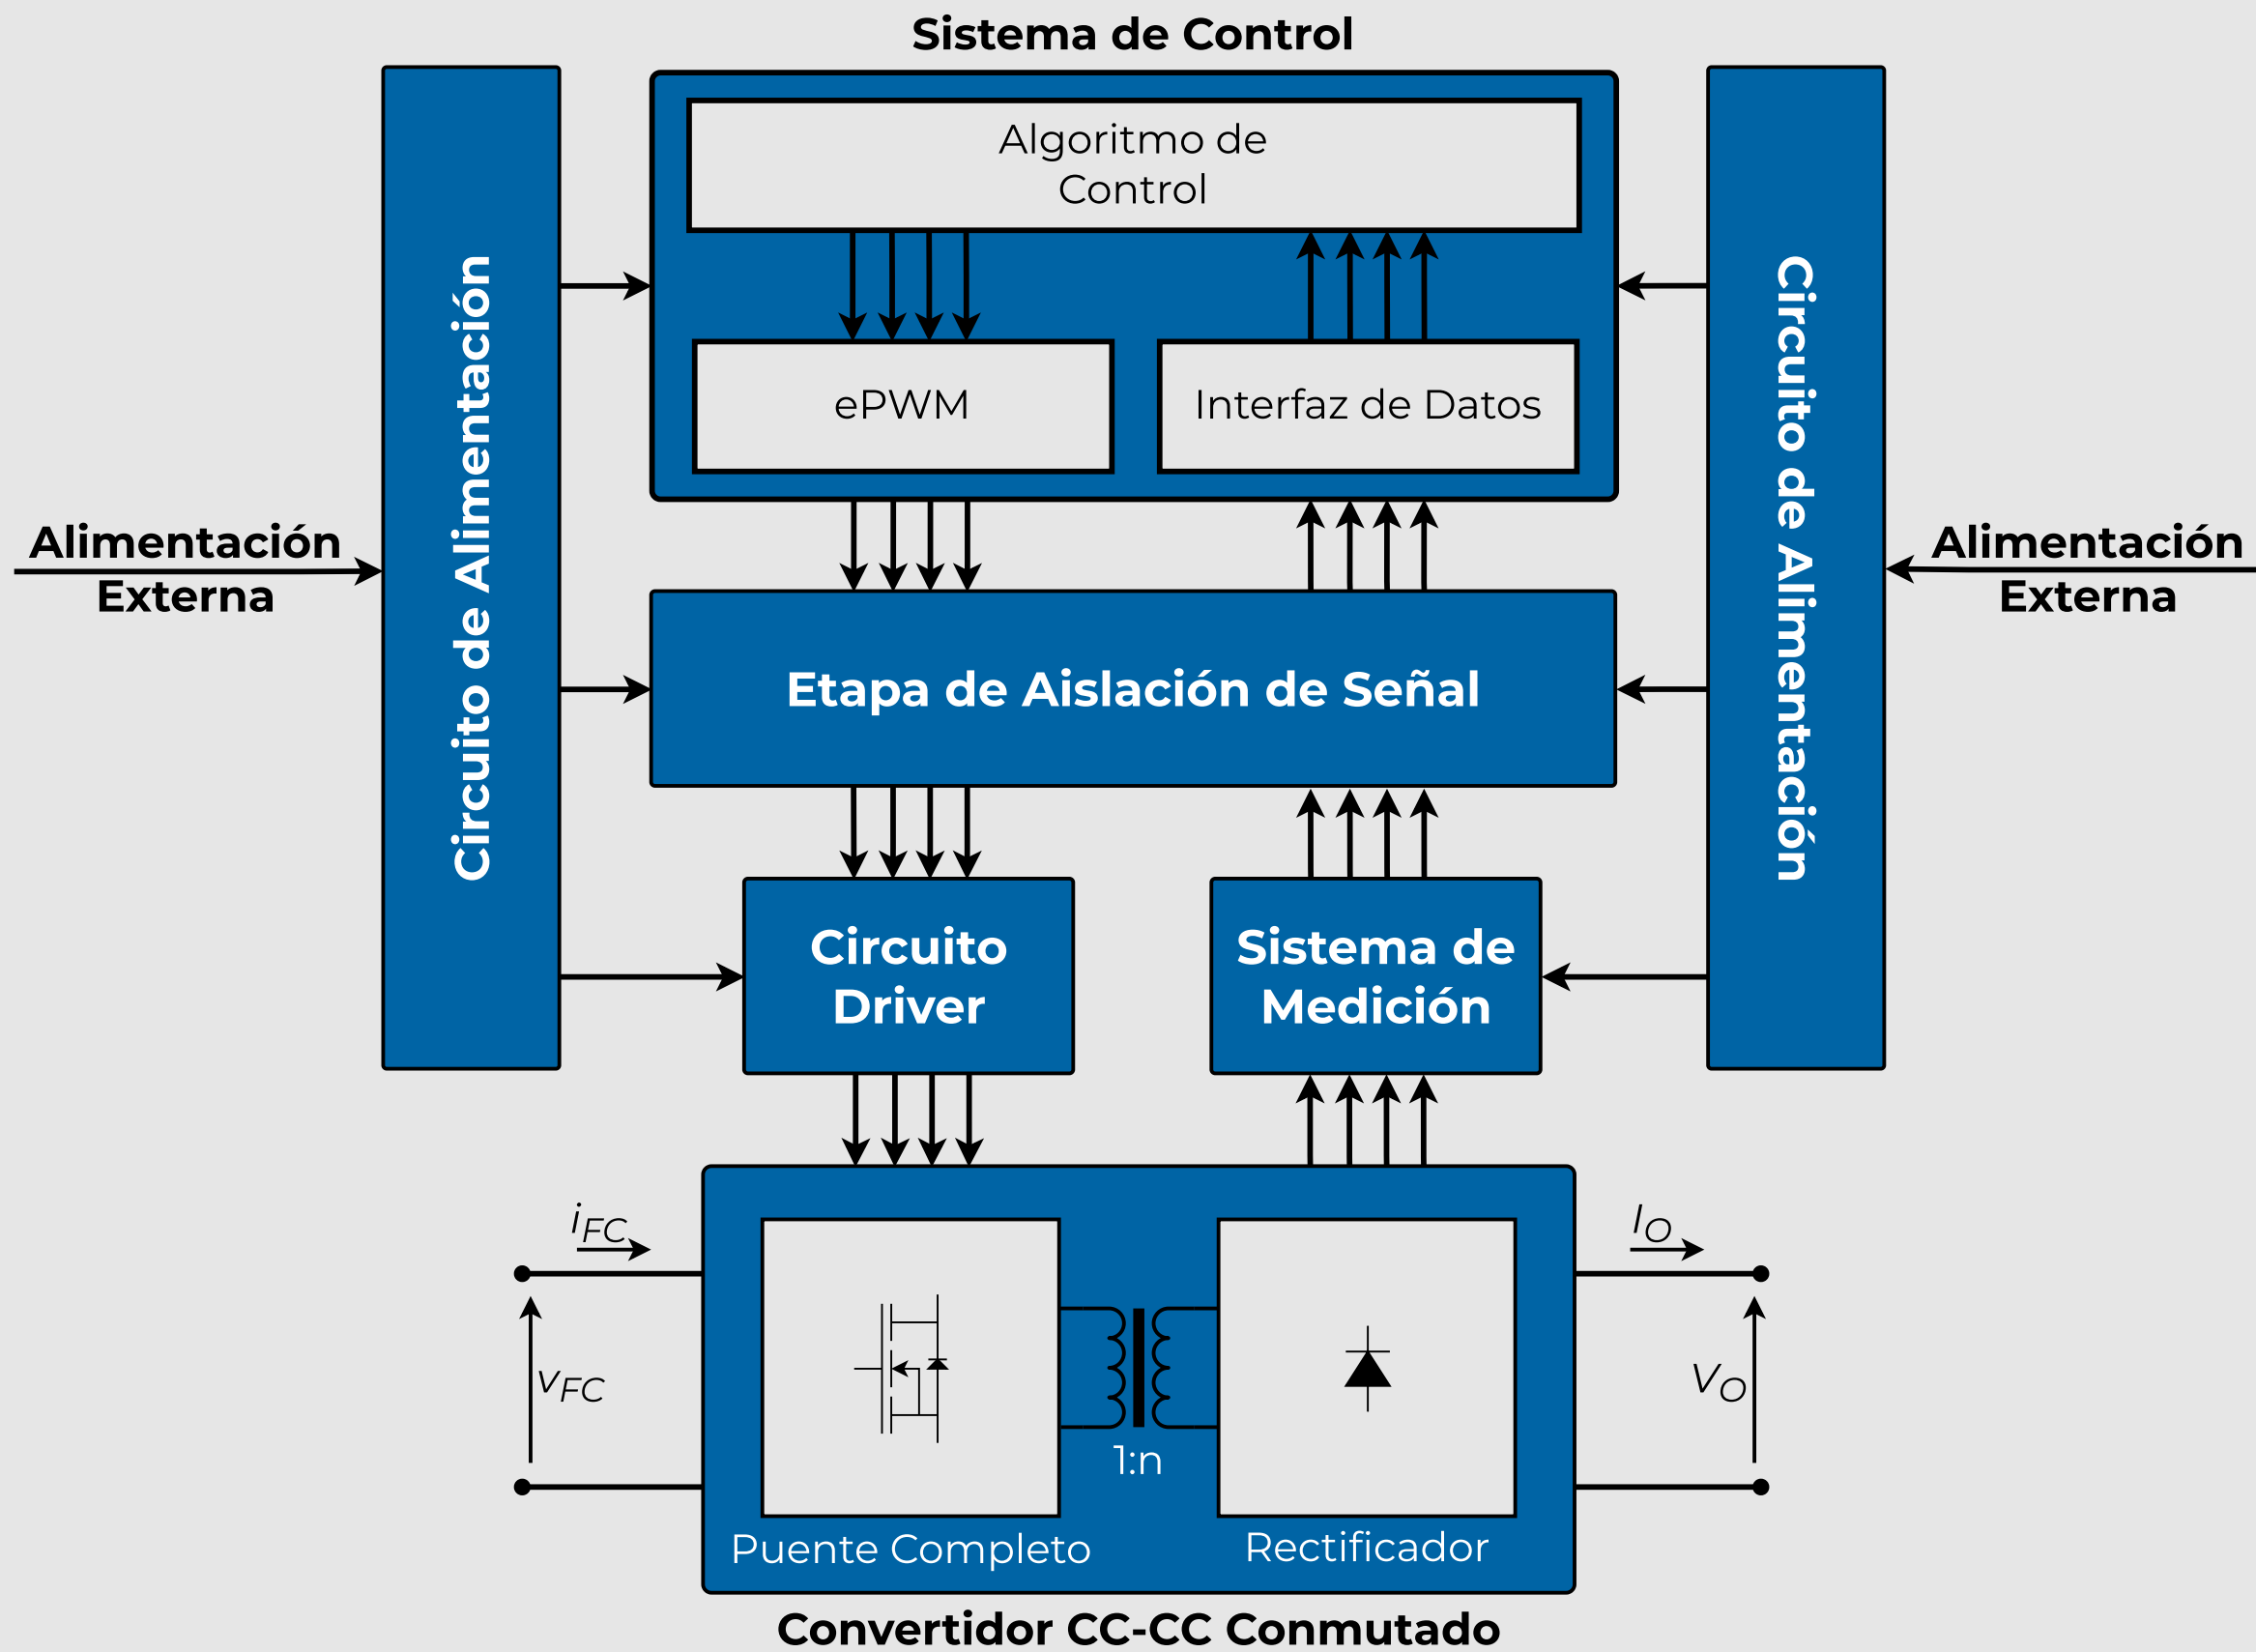 Sistema de Control
Algoritmo de
Control
ePWM
Interfaz de Datos
Circuito de Alimentación
Circuito de Alimentación
Alimentación
Externa
Alimentación
Externa
Etapa de Aislación de Señal
Circuito
Driver
Sistema de
Medición
iFC
vFC
IO
VO
1:n
Puente Completo
Rectificador
Convertidor CC-CC Conmutado